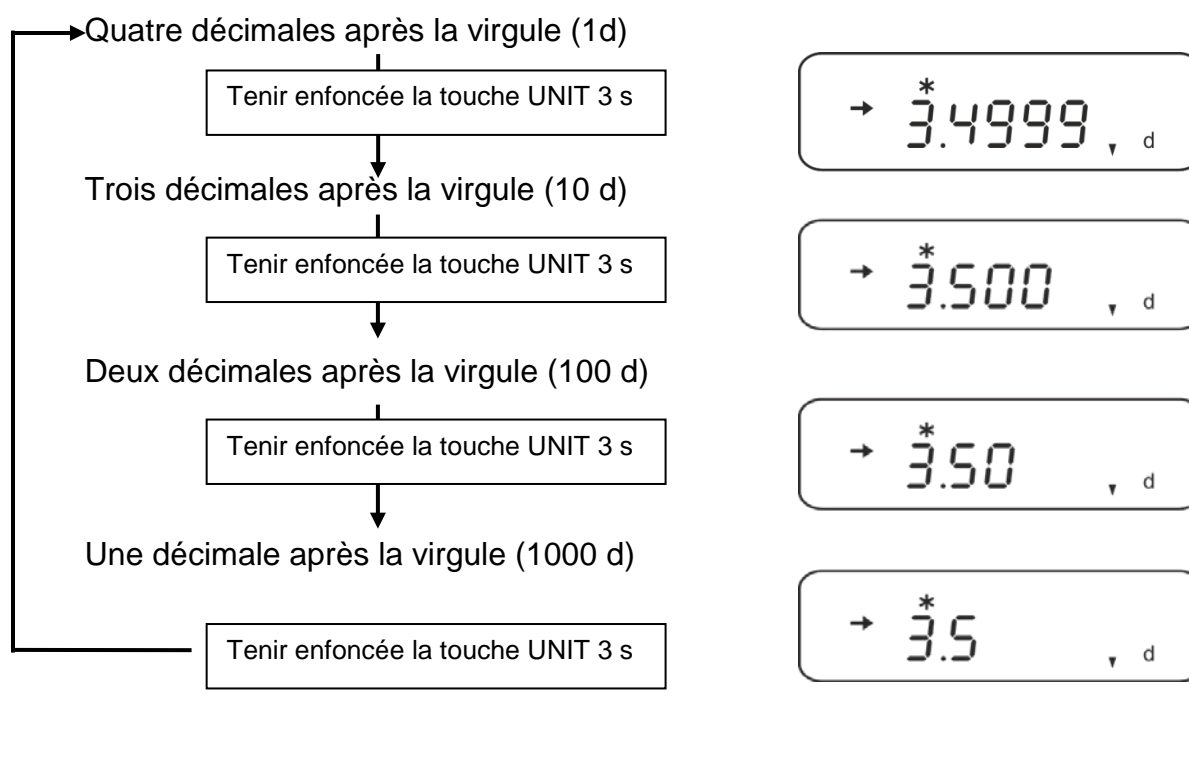 Quatre décimales après la virgule (1d)
Tenir enfoncée la touche UNIT 3 s
* 3.4999 d
Trois décimales après la virgule (10 d)
Tenir enfoncée la touche UNIT 3 s
* 3.500 d
Deux décimales après la virgule (100 d)
Tenir enfoncée la touche UNIT 3 s
* 3.50 d
Une décimale après la virgule (1000 d)
Tenir enfoncée la touche UNIT 3 s
* 3.5 d